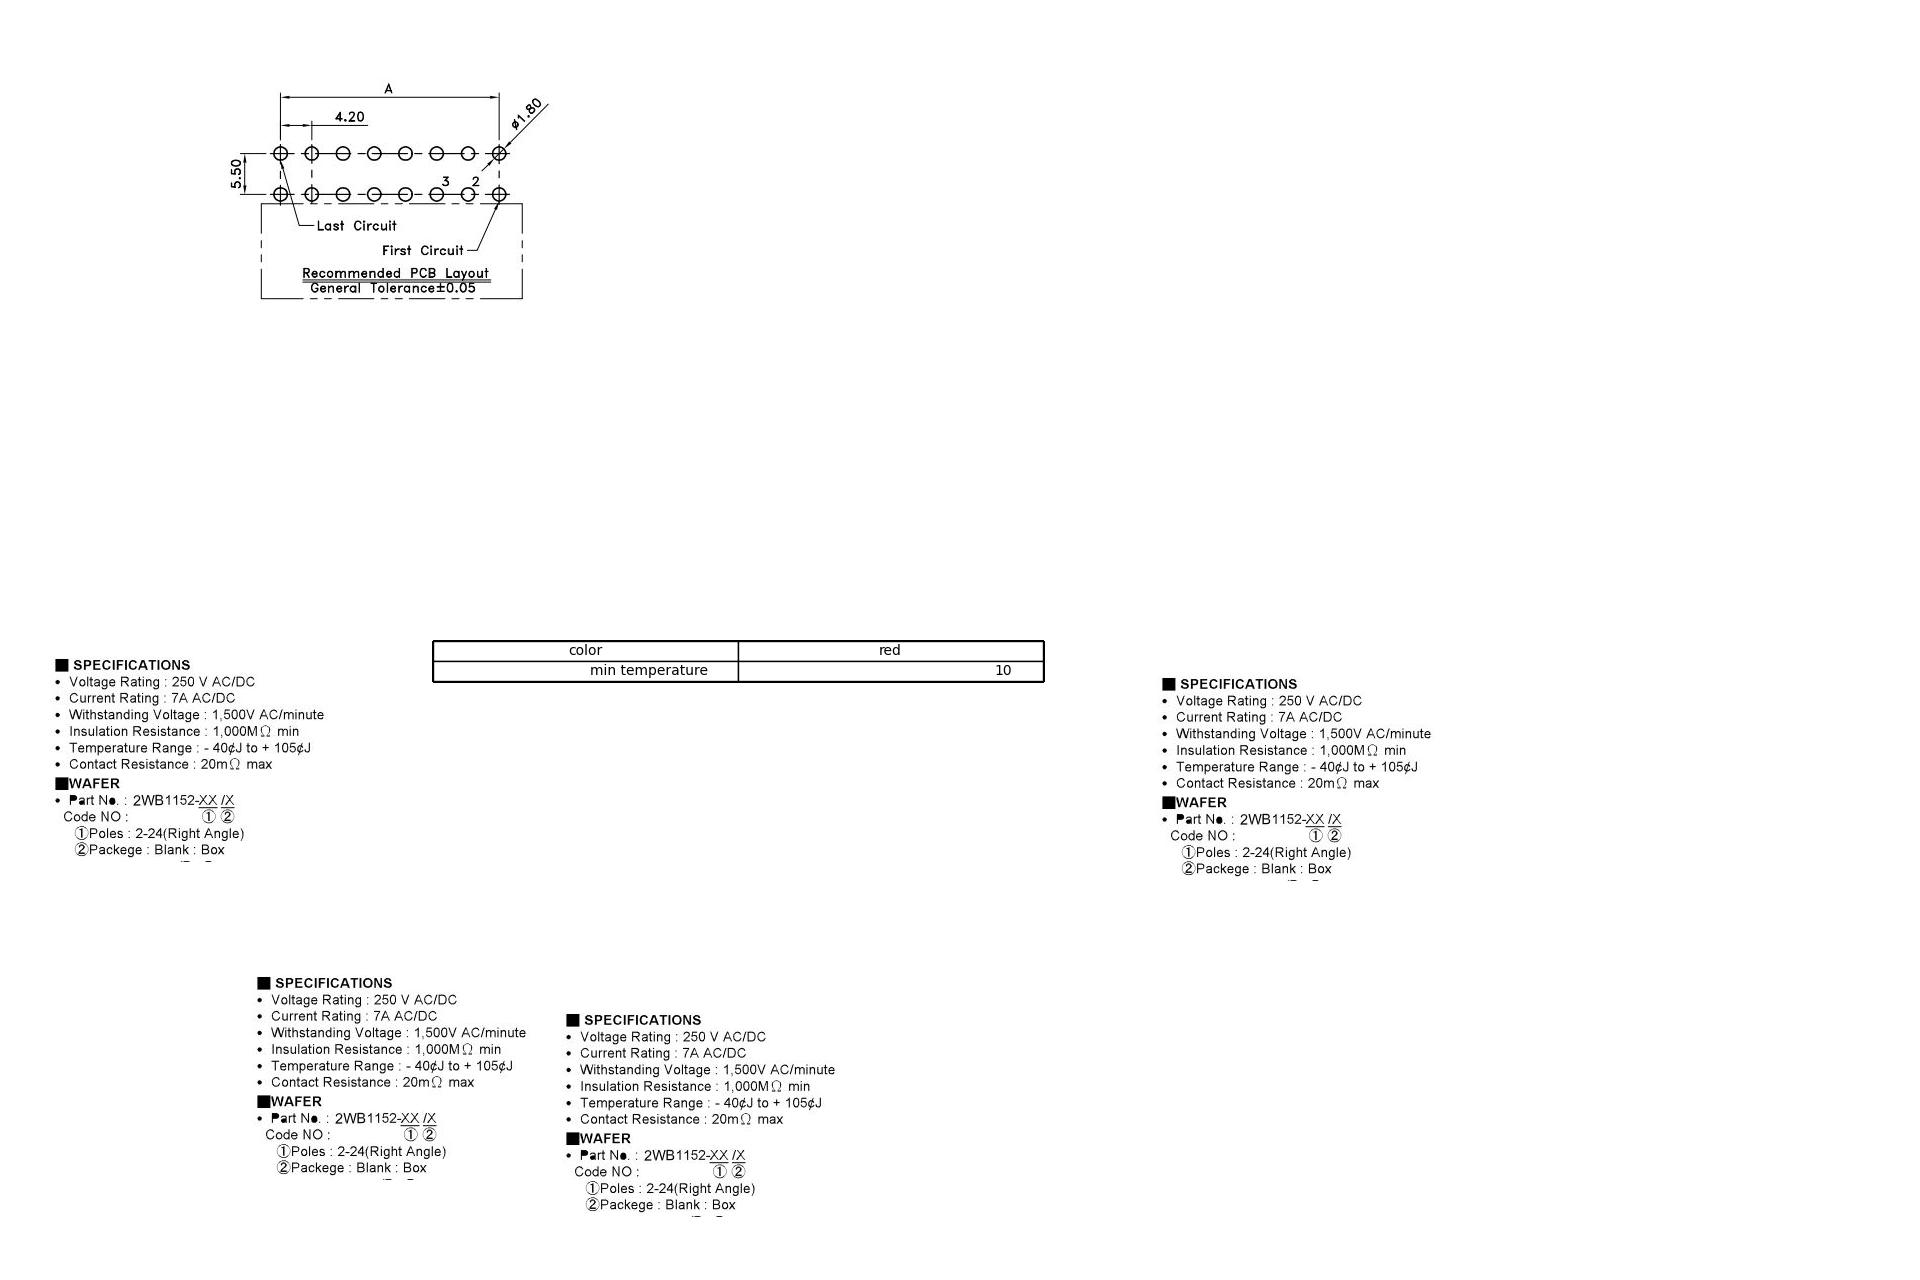 A
4.20
ø1.80
5.50
3 2
Last Circuit
First Circuit
Recommended PCB Layout
General Tolerance±0.05
color red
min temperature 10
■ SPECIFICATIONS
• Voltage Rating : 250 V AC/DC
• Current Rating : 7A AC/DC
• Withstanding Voltage : 1,500V AC/minute
• Insulation Resistance : 1,000MΩ min
• Temperature Range : - 40¢J to + 105¢J
• Contact Resistance : 20mΩ max
■WAFER
• Part No. : 2WB1152-XX /X
Code NO : ① ②
①Poles : 2-24(Right Angle)
②Packege : Blank : Box
■ SPECIFICATIONS
• Voltage Rating : 250 V AC/DC
• Current Rating : 7A AC/DC
• Withstanding Voltage : 1,500V AC/minute
• Insulation Resistance : 1,000MΩ min
• Temperature Range : - 40¢J to + 105¢J
• Contact Resistance : 20mΩ max
■WAFER
• Part No. : 2WB1152-XX /X
Code NO : ① ②
①Poles : 2-24(Right Angle)
②Packege : Blank : Box
■ SPECIFICATIONS
• Voltage Rating : 250 V AC/DC
• Current Rating : 7A AC/DC
• Withstanding Voltage : 1,500V AC/minute
• Insulation Resistance : 1,000MΩ min
• Temperature Range : - 40¢J to + 105¢J
• Contact Resistance : 20mΩ max
■WAFER
• Part No. : 2WB1152-XX /X
Code NO : ① ②
①Poles : 2-24(Right Angle)
②Packege : Blank : Box
■ SPECIFICATIONS
• Voltage Rating : 250 V AC/DC
• Current Rating : 7A AC/DC
• Withstanding Voltage : 1,500V AC/minute
• Insulation Resistance : 1,000MΩ min
• Temperature Range : - 40¢J to + 105¢J
• Contact Resistance : 20mΩ max
■WAFER
• Part No. : 2WB1152-XX /X
Code NO : ① ②
①Poles : 2-24(Right Angle)
②Packege : Blank : Box